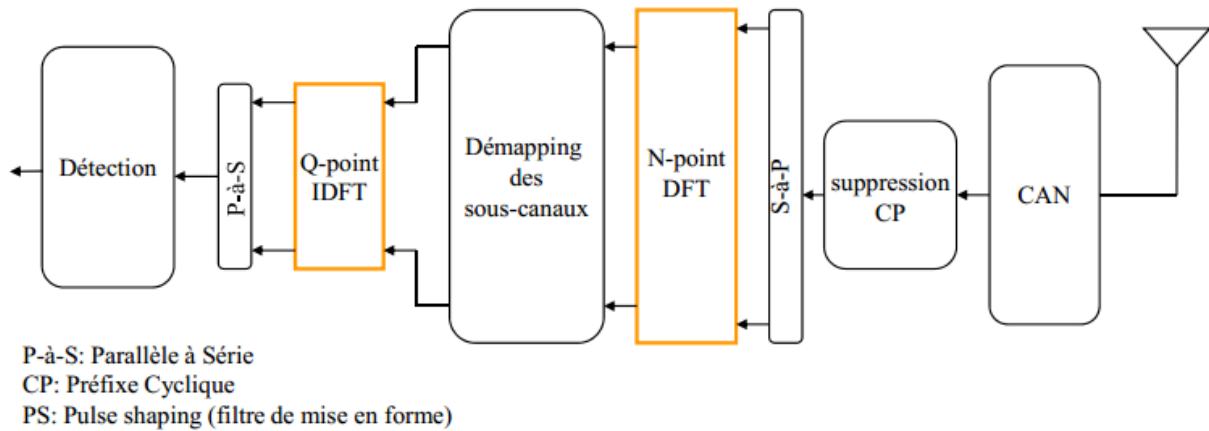 Détection
P-à-S
Q-point
IDFT
Démapping
des
sous-canaux
N-point
DFT
S-à-P
suppression
CP
CAN
P-à-S: Parallèle à Série
CP: Préfixe Cyclique
PS: Pulse shaping (filtre de mise en forme)